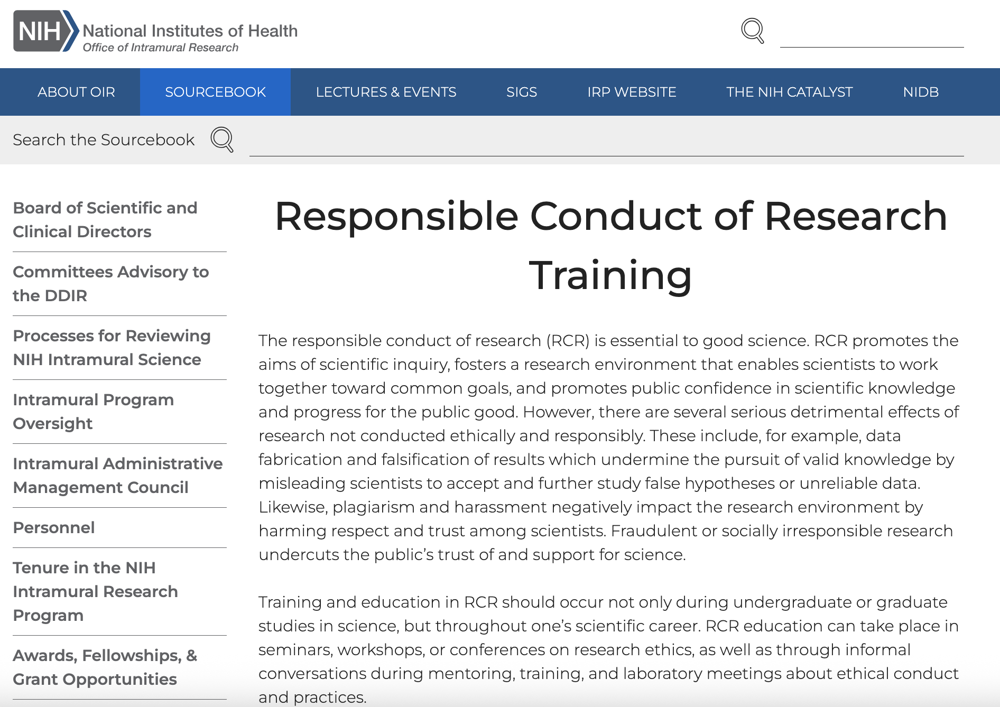 NIH National Institutes of Health
Office of Intramural Research
ABOUT OIR SOURCEBOOK LECTURES & EVENTS SIGS IRP WEBSITE THE NIH CATALYST NIDB
Search the Sourcebook
Board of Scientific and
Clinical Directors
Committees Advisory to
the DDIR
Processes for Reviewing
NIH Intramural Science
Intramural Program
Oversight
Intramural Administrative
Management Council
Personnel
Tenure in the NIH
Intramural Research
Program
Awards, Fellowships, &
Grant Opportunities
Responsible Conduct of Research
Training
The responsible conduct of research (RCR) is essential to good science. RCR promotes the
aims of scientific inquiry, fosters a research environment that enables scientists to work
together toward common goals, and promotes public confidence in scientific knowledge
and progress for the public good. However, there are several serious detrimental effects of
research not conducted ethically and responsibly. These include, for example, data
fabrication and falsification of results which undermine the pursuit of valid knowledge by
misleading scientists to accept and further study false hypotheses or unreliable data.
Likewise, plagiarism and harassment negatively impact the research environment by
harming respect and trust among scientists. Fraudulent or socially irresponsible research
undercuts the public’s trust of and support for science.
Training and education in RCR should occur not only during undergraduate or graduate
studies in science, but throughout one’s scientific career. RCR education can take place in
seminars, workshops, or conferences on research ethics, as well as through informal
conversations during mentoring, training, and laboratory meetings about ethical conduct
and practices.